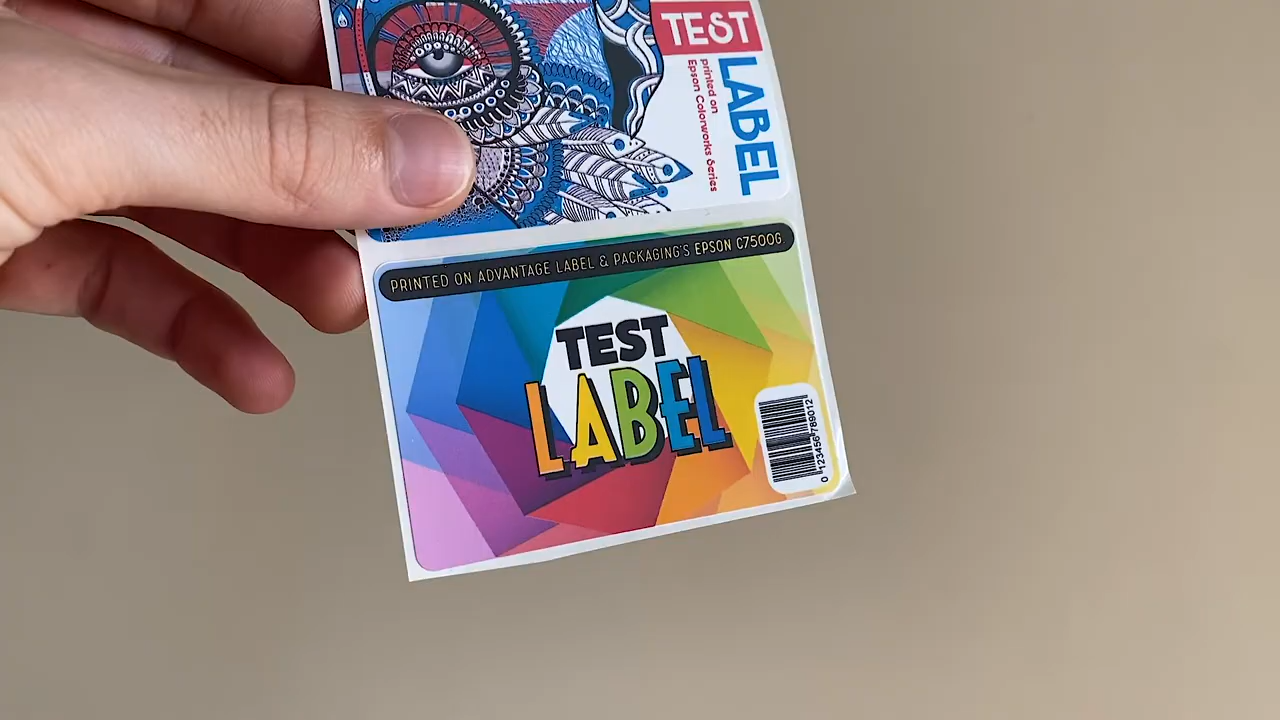 TEST
LABEL
printed on
Epson Colorworks Series
PRINTED ON ADVANTAGE LABEL & PACKAGING'S EPSON C7500G
TEST
LABEL
0 123456 789012